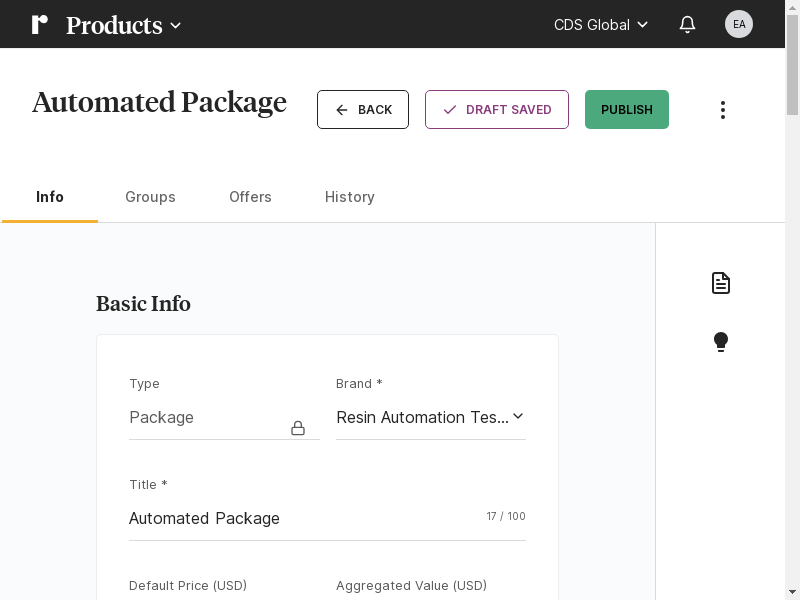 r Products
CDS Global
EA
Automated Package
BACK
DRAFT SAVED
PUBLISH
Info
Groups
Offers
History
Basic Info
Type
Brand *
Package
Resin Automation Tes...
Title *
Automated Package
17 / 100
Default Price (USD)
Aggregated Value (USD)